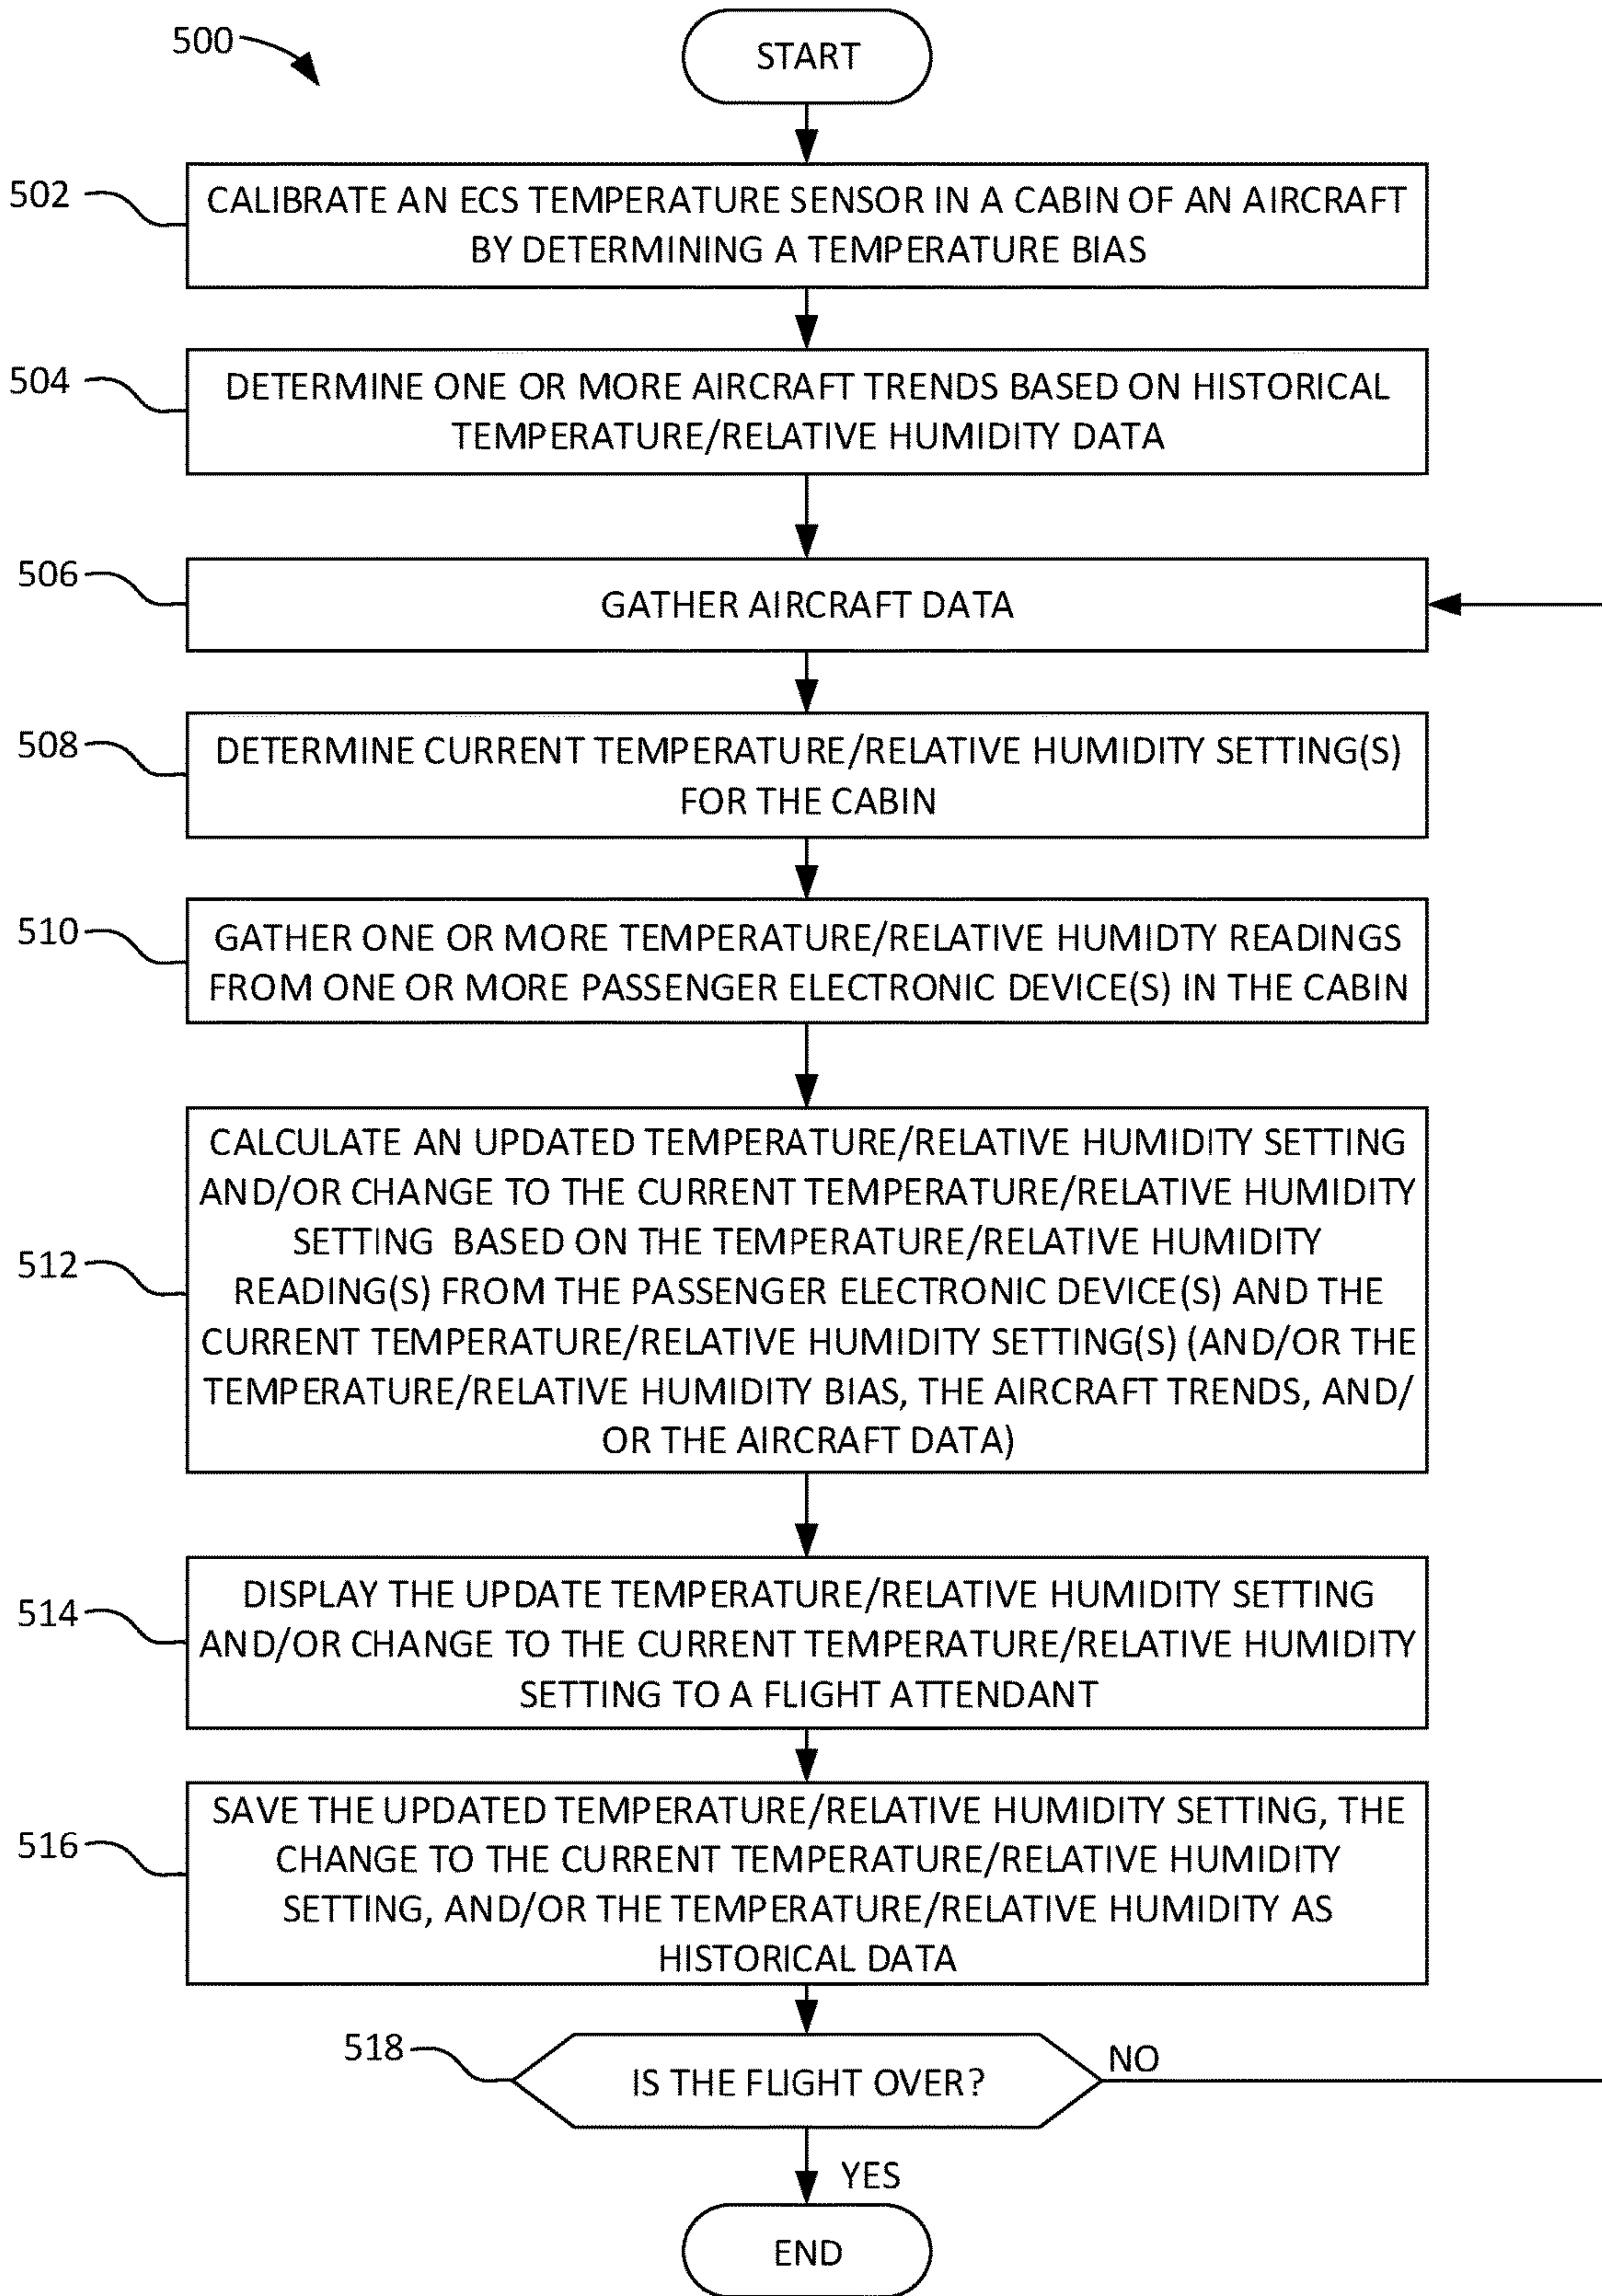 500
START
502
CALIBRATE AN ECS TEMPERATURE SENSOR IN A CABIN OF AN AIRCRAFT
BY DETERMINING A TEMPERATURE BIAS
504
DETERMINE ONE OR MORE AIRCRAFT TRENDS BASED ON HISTORICAL
TEMPERATURE/RELATIVE HUMIDITY DATA
506
GATHER AIRCRAFT DATA
508
DETERMINE CURRENT TEMPERATURE/RELATIVE HUMIDITY SETTING(S)
FOR THE CABIN
510
GATHER ONE OR MORE TEMPERATURE/RELATIVE HUMIDTY READINGS
FROM ONE OR MORE PASSENGER ELECTRONIC DEVICE(S) IN THE CABIN
512
CALCULATE AN UPDATED TEMPERATURE/RELATIVE HUMIDITY SETTING
AND/OR CHANGE TO THE CURRENT TEMPERATURE/RELATIVE HUMIDITY
SETTING BASED ON THE TEMPERATURE/RELATIVE HUMIDITY
READING(S) FROM THE PASSENGER ELECTRONIC DEVICE(S) AND THE
CURRENT TEMPERATURE/RELATIVE HUMIDITY SETTING(S) (AND/OR THE
TEMPERATURE/RELATIVE HUMIDITY BIAS, THE AIRCRAFT TRENDS, AND/
OR THE AIRCRAFT DATA)
514
DISPLAY THE UPDATE TEMPERATURE/RELATIVE HUMIDITY SETTING
AND/OR CHANGE TO THE CURRENT TEMPERATURE/RELATIVE HUMIDITY
SETTING TO A FLIGHT ATTENDANT
516
SAVE THE UPDATED TEMPERATURE/RELATIVE HUMIDITY SETTING, THE
CHANGE TO THE CURRENT TEMPERATURE/RELATIVE HUMIDITY
SETTING, AND/OR THE TEMPERATURE/RELATIVE HUMIDITY AS
HISTORICAL DATA
518
IS THE FLIGHT OVER?
NO
YES
END